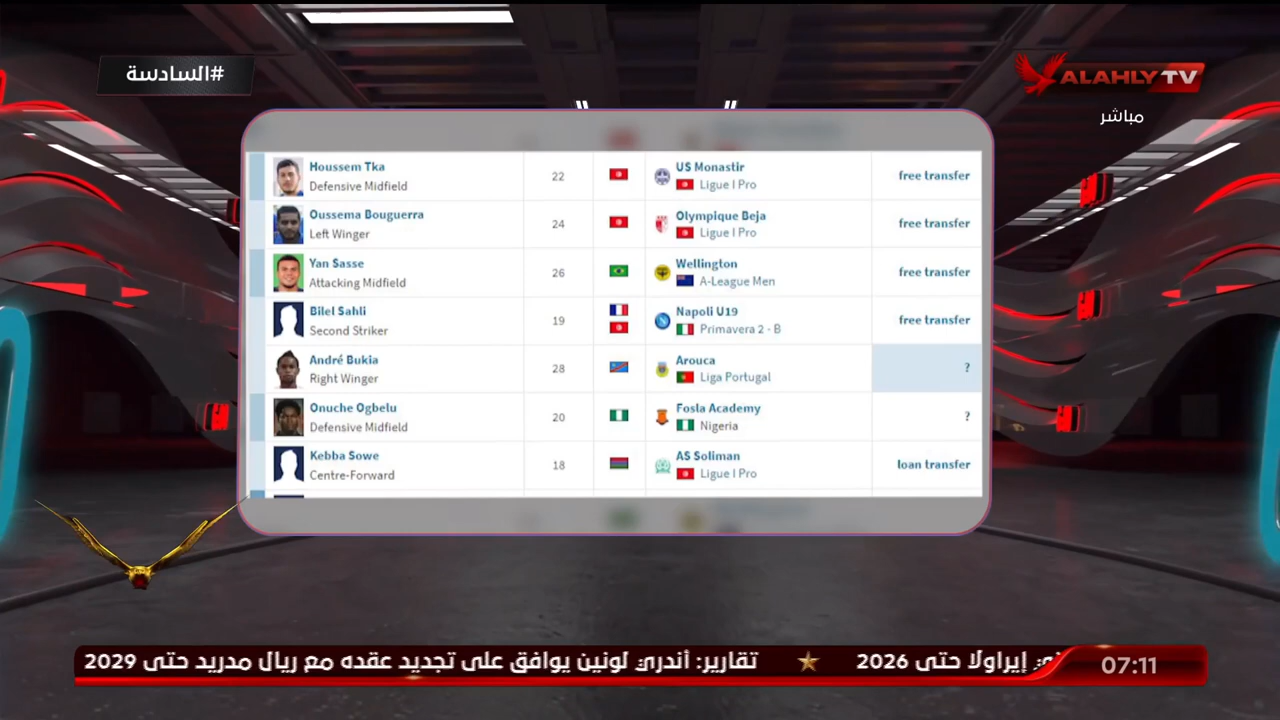 #السادسة
ALAHLY TV
مباشر
Houssem Tka
Defensive Midfield
22
US Monastir
Ligue I Pro
free transfer
Oussema Bouguerra
Left Winger
24
Olympique Beja
Ligue I Pro
free transfer
Yan Sasse
Attacking Midfield
26
Wellington
A-League Men
free transfer
Bilel Sahli
Second Striker
19
Napoli U19
Primavera 2 - B
free transfer
André Bukia
Right Winger
28
Arouca
Liga Portugal
?
Onuche Ogbelu
Defensive Midfield
20
Fosla Academy
Nigeria
?
Kebba Sowe
Centre-Forward
18
AS Soliman
Ligue I Pro
loan transfer
07:11
إيراولا حتى 2026
تقارير: أندري لونين يوافق على تجديد عقده مع ريال مدريد حتى 2029